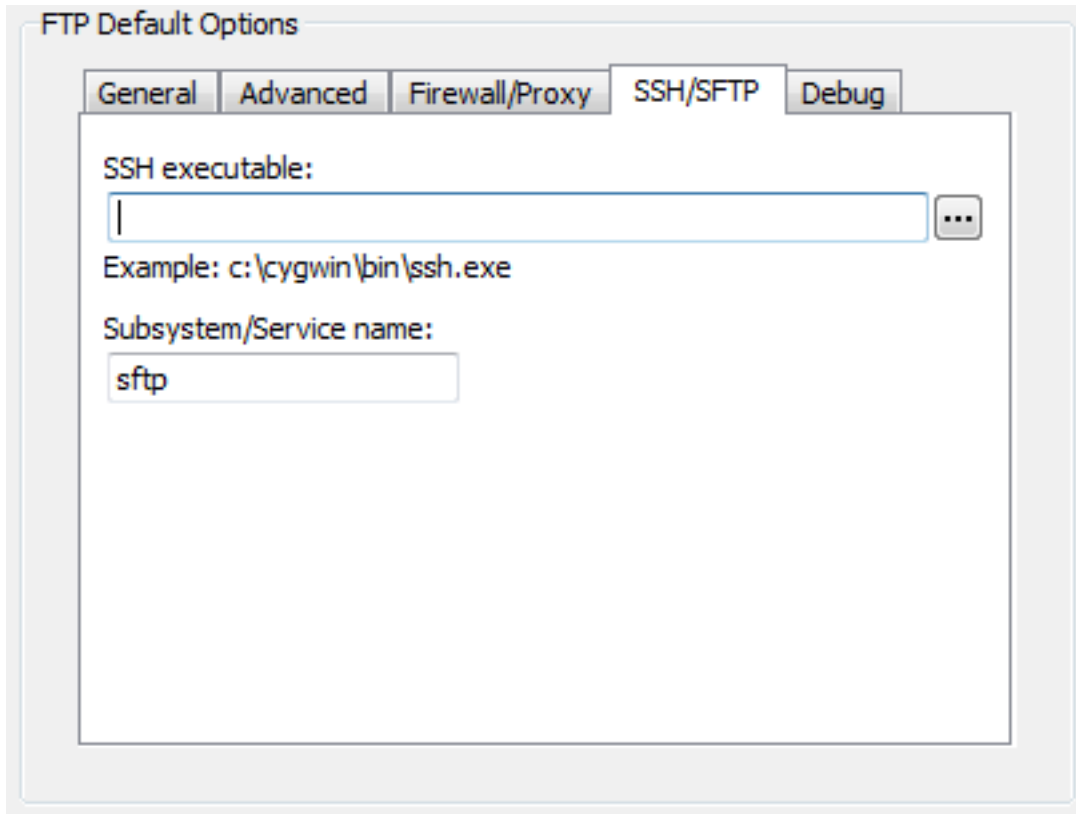 FTP Default Options
General Advanced Firewall/Proxy SSH/SFTP Debug
SSH executable:
...
Example: c:\cygwin\bin\ssh.exe
Subsystem/Service name:
sftp